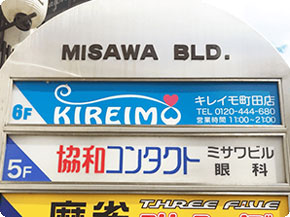 MISAWA BLD.
6F KIREIMO キレイモ町田店
TEL 0120-444-680
営業時間 11:00~21:00
5F 協和コンタクト ミサワビル
眼科
麻雀 THREE FIVE